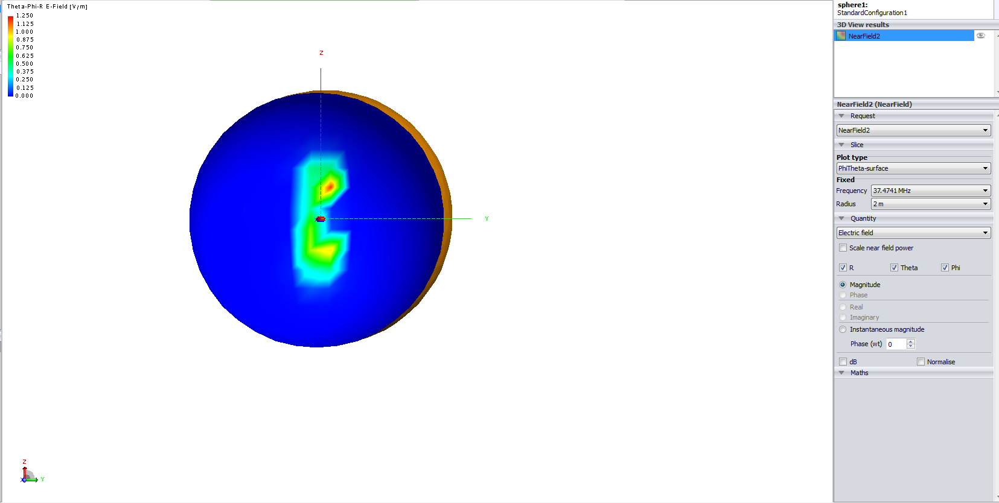 Theta-Phi-R E-Field [V/m]
1.250
1.125
1.000
0.875
0.750
0.625
0.500
0.375
0.250
0.125
0.000
Z
Y
Z
X
Y
sphere1:
StandardConfiguration1
3D View results
NearField2
NearField2 (NearField)
Request
NearField2
Slice
Plot type
PhiTheta-surface
Fixed
Frequency 37.4741 MHz
Radius 2 m
Quantity
Electric field
Scale near field power
R Theta Phi
Magnitude
Phase
Real
Imaginary
Instantaneous magnitude
Phase (wt) 0
dB Normalise
Maths